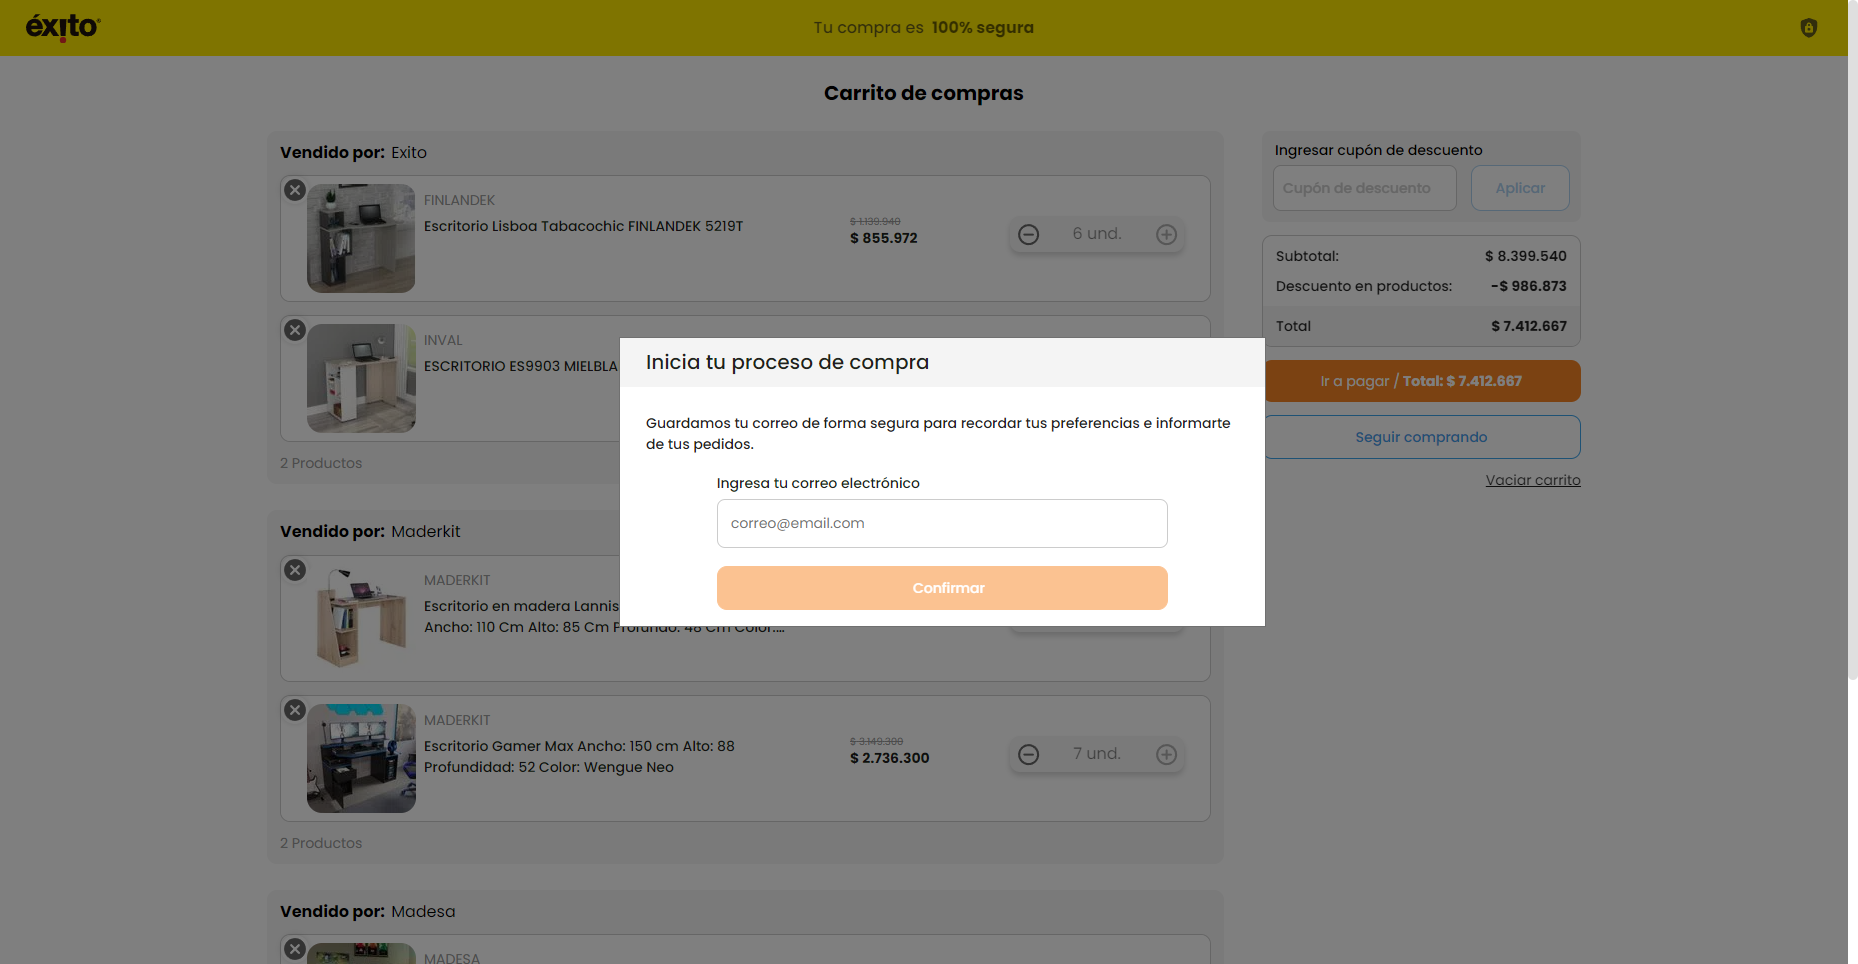 éxito
Tu compra es 100% segura
Carrito de compras
Vendido por: Exito
FINLANDEK
Escritorio Lisboa Tabacochic FINLANDEK 5219T
$ 1.139.940
$ 855.972
6 und.
INVAL
ESCRITORIO ES9903 MIELBLA
2 Productos
Vendido por: Maderkit
MADERKIT
Escritorio en madera Lannis
Ancho: 110 Cm Alto: 85 Cm Profundo: 48 Cm Color:...
MADERKIT
Escritorio Gamer Max Ancho: 150 cm Alto: 88
Profundidad: 52 Color: Wengue Neo
$ 3.149.300
$ 2.736.300
7 und.
2 Productos
Vendido por: Madesa
MADESA
Ingresar cupón de descuento
Cupón de descuento
Aplicar
Subtotal: $ 8.399.540
Descuento en productos: -$ 986.873
Total $ 7.412.667
Ir a pagar / Total: $ 7.412.667
Seguir comprando
Vaciar carrito
Inicia tu proceso de compra
Guardamos tu correo de forma segura para recordar tus preferencias e informarte
de tus pedidos.
Ingresa tu correo electrónico
correo@email.com
Confirmar